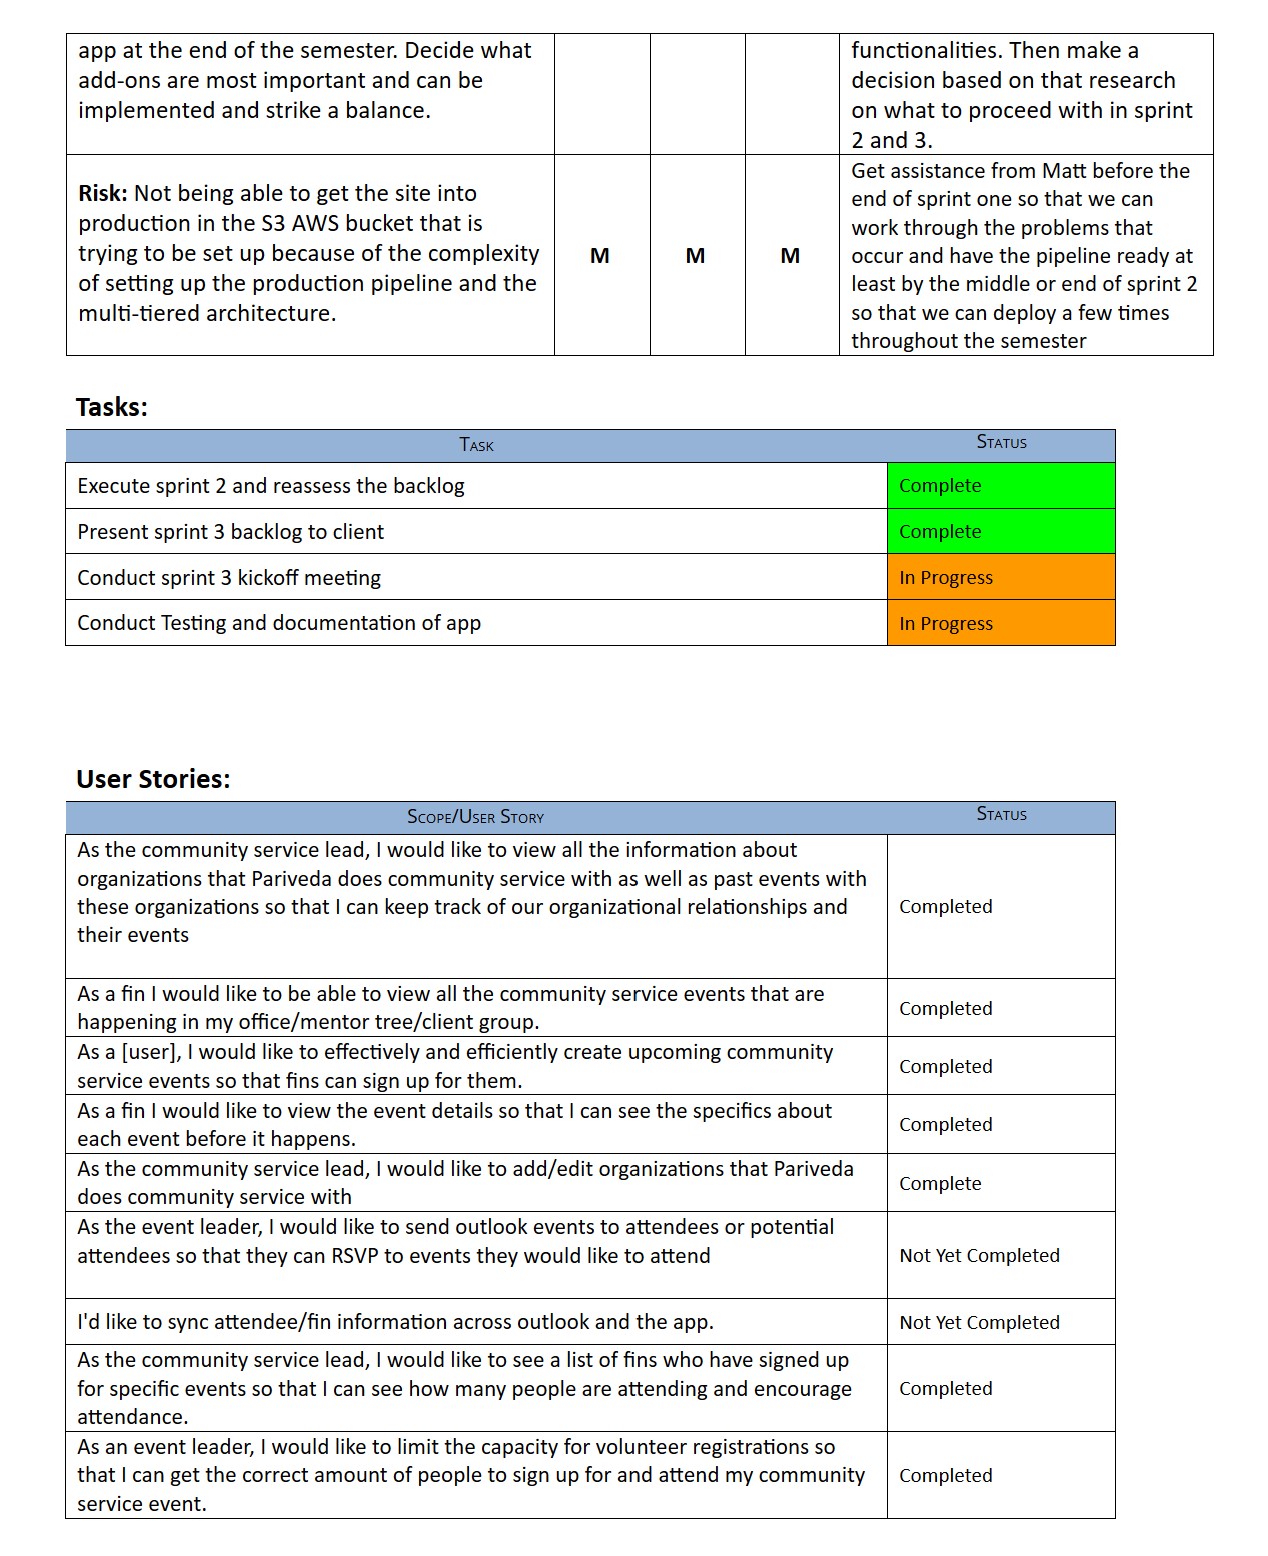 app at the end of the semester. Decide what
add-ons are most important and can be
implemented and strike a balance.
functionalities. Then make a
decision based on that research
on what to proceed with in sprint
2 and 3.
Risk: Not being able to get the site into
production in the S3 AWS bucket that is
trying to be set up because of the complexity
of setting up the production pipeline and the
multi-tiered architecture.
M
M
M
Get assistance from Matt before the
end of sprint one so that we can
work through the problems that
occur and have the pipeline ready at
least by the middle or end of sprint 2
so that we can deploy a few times
throughout the semester
Tasks:
Task
Status
Execute sprint 2 and reassess the backlog
Complete
Present sprint 3 backlog to client
Complete
Conduct sprint 3 kickoff meeting
In Progress
Conduct Testing and documentation of app
In Progress
User Stories:
Scope/User Story
Status
As the community service lead, I would like to view all the information about
organizations that Pariveda does community service with as well as past events with
these organizations so that I can keep track of our organizational relationships and
their events
Completed
As a fin I would like to be able to view all the community service events that are
happening in my office/mentor tree/client group.
Completed
As a [user], I would like to effectively and efficiently create upcoming community
service events so that fins can sign up for them.
Completed
As a fin I would like to view the event details so that I can see the specifics about
each event before it happens.
Completed
As the community service lead, I would like to add/edit organizations that Pariveda
does community service with
Complete
As the event leader, I would like to send outlook events to attendees or potential
attendees so that they can RSVP to events they would like to attend
Not Yet Completed
I'd like to sync attendee/fin information across outlook and the app.
Not Yet Completed
As the community service lead, I would like to see a list of fins who have signed up
for specific events so that I can see how many people are attending and encourage
attendance.
Completed
As an event leader, I would like to limit the capacity for volunteer registrations so
that I can get the correct amount of people to sign up for and attend my community
service event.
Completed